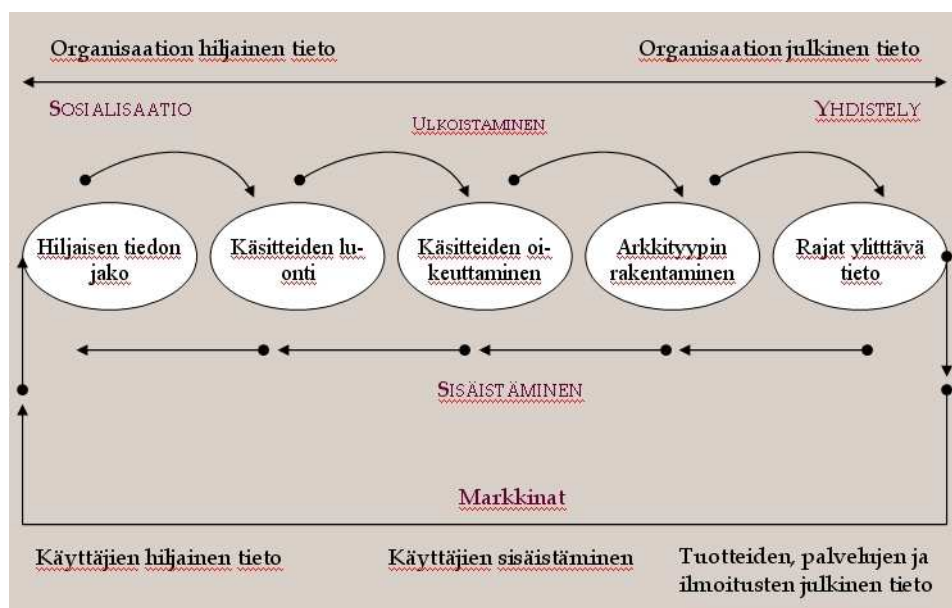 Organisaation hiljainen tieto
Organisaation julkinen tieto
SOSIALISAATIO
ULKOISTAMINEN
YHDISTELY
Hiljaisen tiedon
jako
Käsitteiden lu-
onti
Käsitteiden oi-
keuttaminen
Arkkityypin
rakentaminen
Rajat ylitttävä
tieto
SISÄISTÄMINEN
Markkinat
Käyttäjien hiljainen tieto
Käyttäjien sisäistäminen
Tuotteiden, palvelujen ja
ilmoitusten julkinen tieto